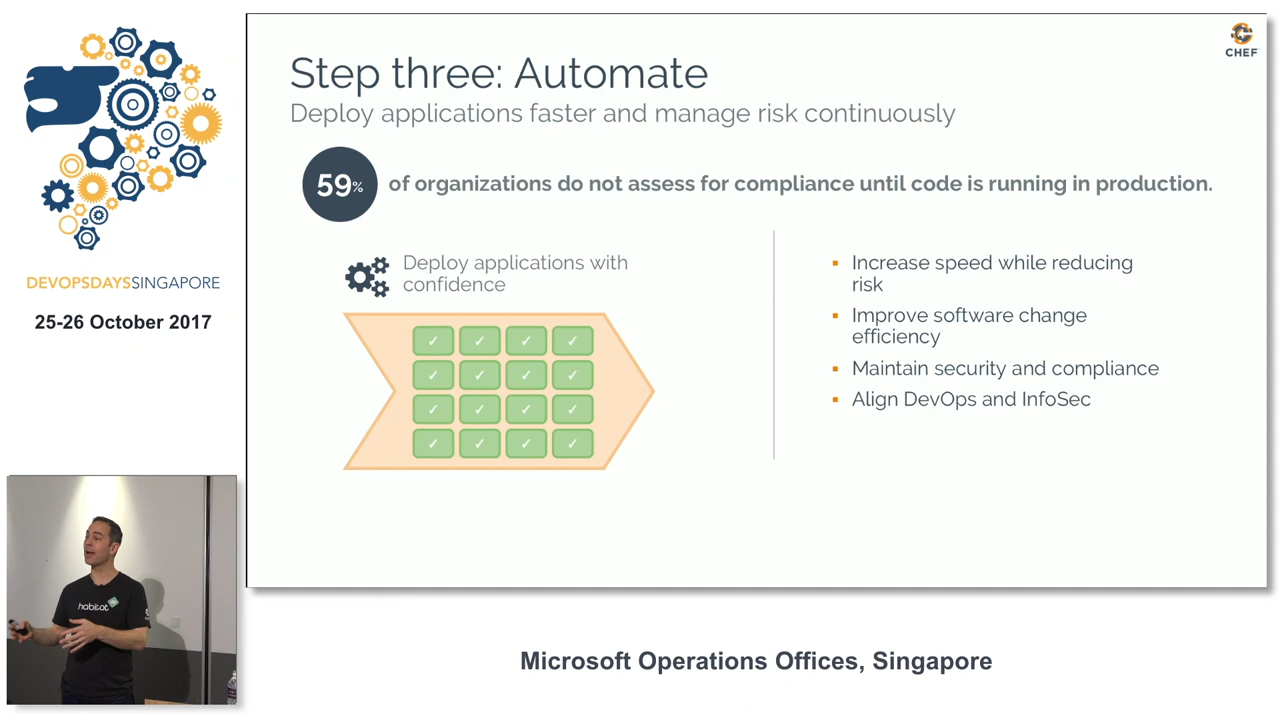 DEVOPSDAYSSINGAPORE
25-26 October 2017
CHEF
Step three: Automate
Deploy applications faster and manage risk continuously
59% of organizations do not assess for compliance until code is running in production.
Deploy applications with
confidence
Increase speed while reducing
risk
Improve software change
efficiency
Maintain security and compliance
Align DevOps and InfoSec
habitat
Microsoft Operations Offices, Singapore